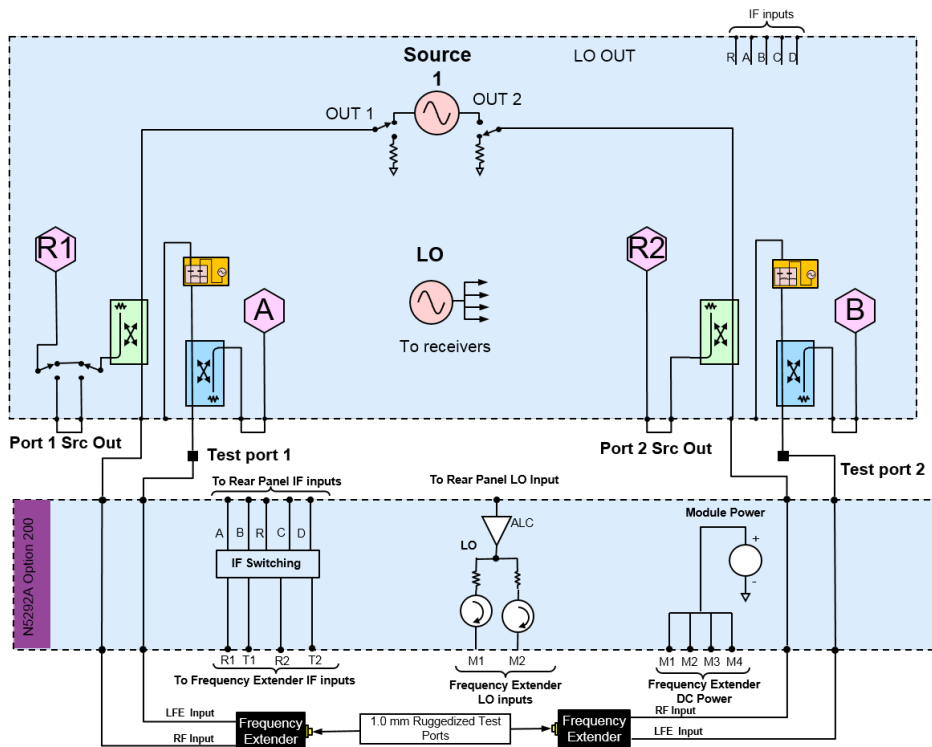 IF inputs
R A B C D
LO OUT
Source
1
OUT 1
OUT 2
R1
A
LO
To receivers
R2
B
Port 1 Src Out
Test port 1
Port 2 Src Out
Test port 2
N5292A Option 200
To Rear Panel IF inputs
A B R C D
IF Switching
R1 T1 R2 T2
To Frequency Extender IF inputs
To Rear Panel LO Input
ALC
LO
M1 M2
Frequency Extender
LO inputs
Module Power
+
-
M1 M2 M3 M4
Frequency Extender
DC Power
LFE Input
RF Input
Frequency
Extender
1.0 mm Ruggedized Test
Ports
Frequency
Extender
RF Input
LFE Input